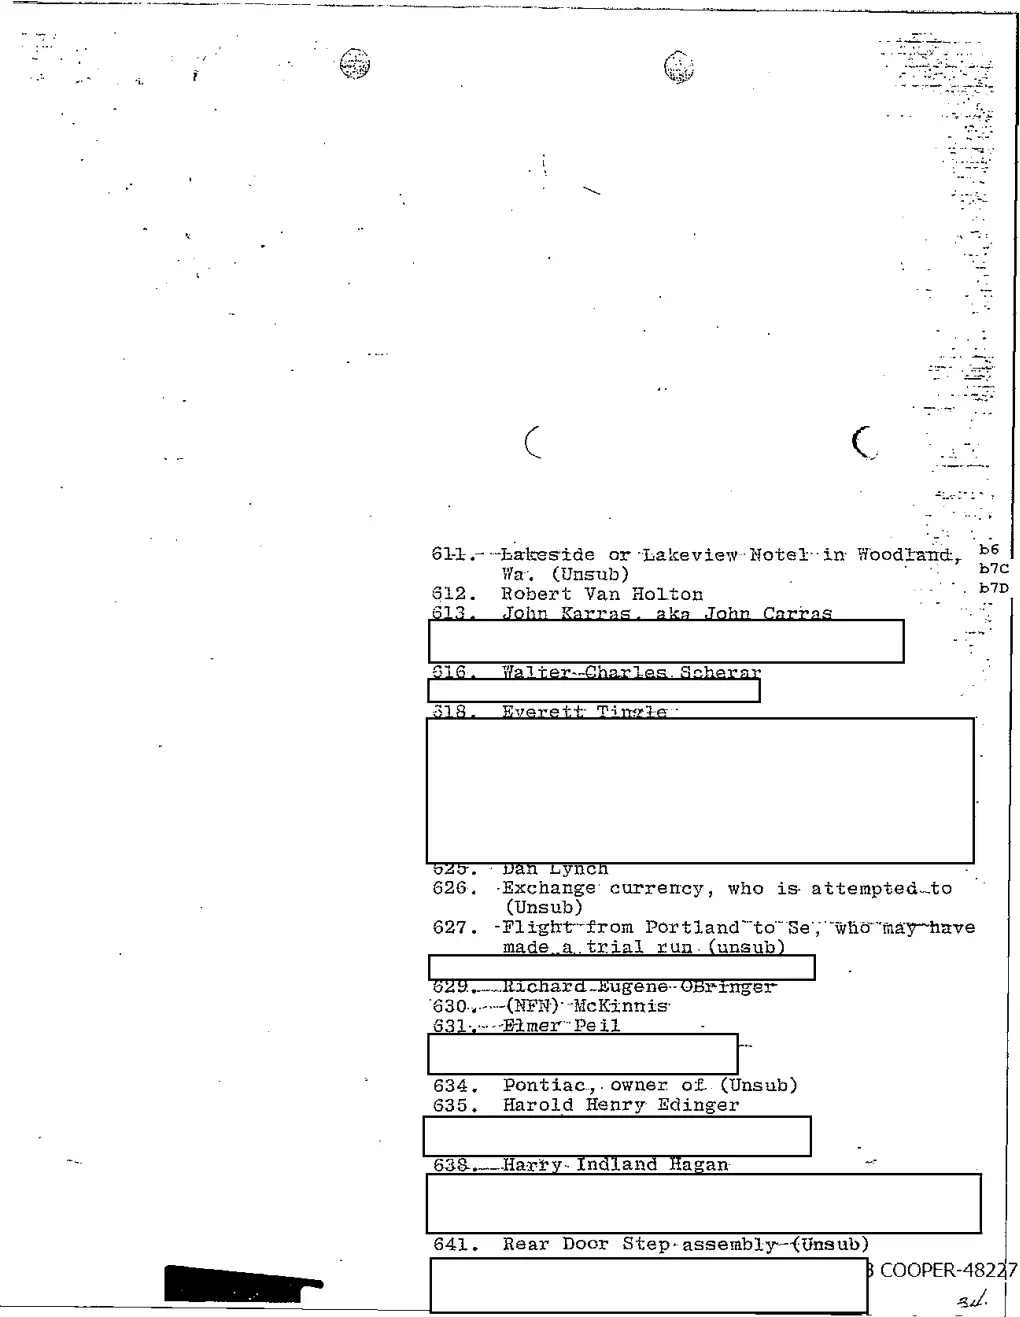 611. Lakeside or Lakeview Notel in Woodland, b6
Wa. (Unsub) b7C
612. Robert Van Holton b7D
613. John Karras, aka John Carras
616. Walter Charles Scherar
618. Everett Tingle
625. Dan Lynch
626. Exchange currency, who is attempted to
(Unsub)
627. Flight from Portland to Se, who may have
made a trial run (unsub)
629. Richard Eugene OBringer
630. (NFN) McKinnis
631. Elmer Peil
634. Pontiac, owner of (Unsub)
635. Harold Henry Edinger
638. Harry Indland Hagan
641. Rear Door Step assembly (Unsub)
COOPER-48227